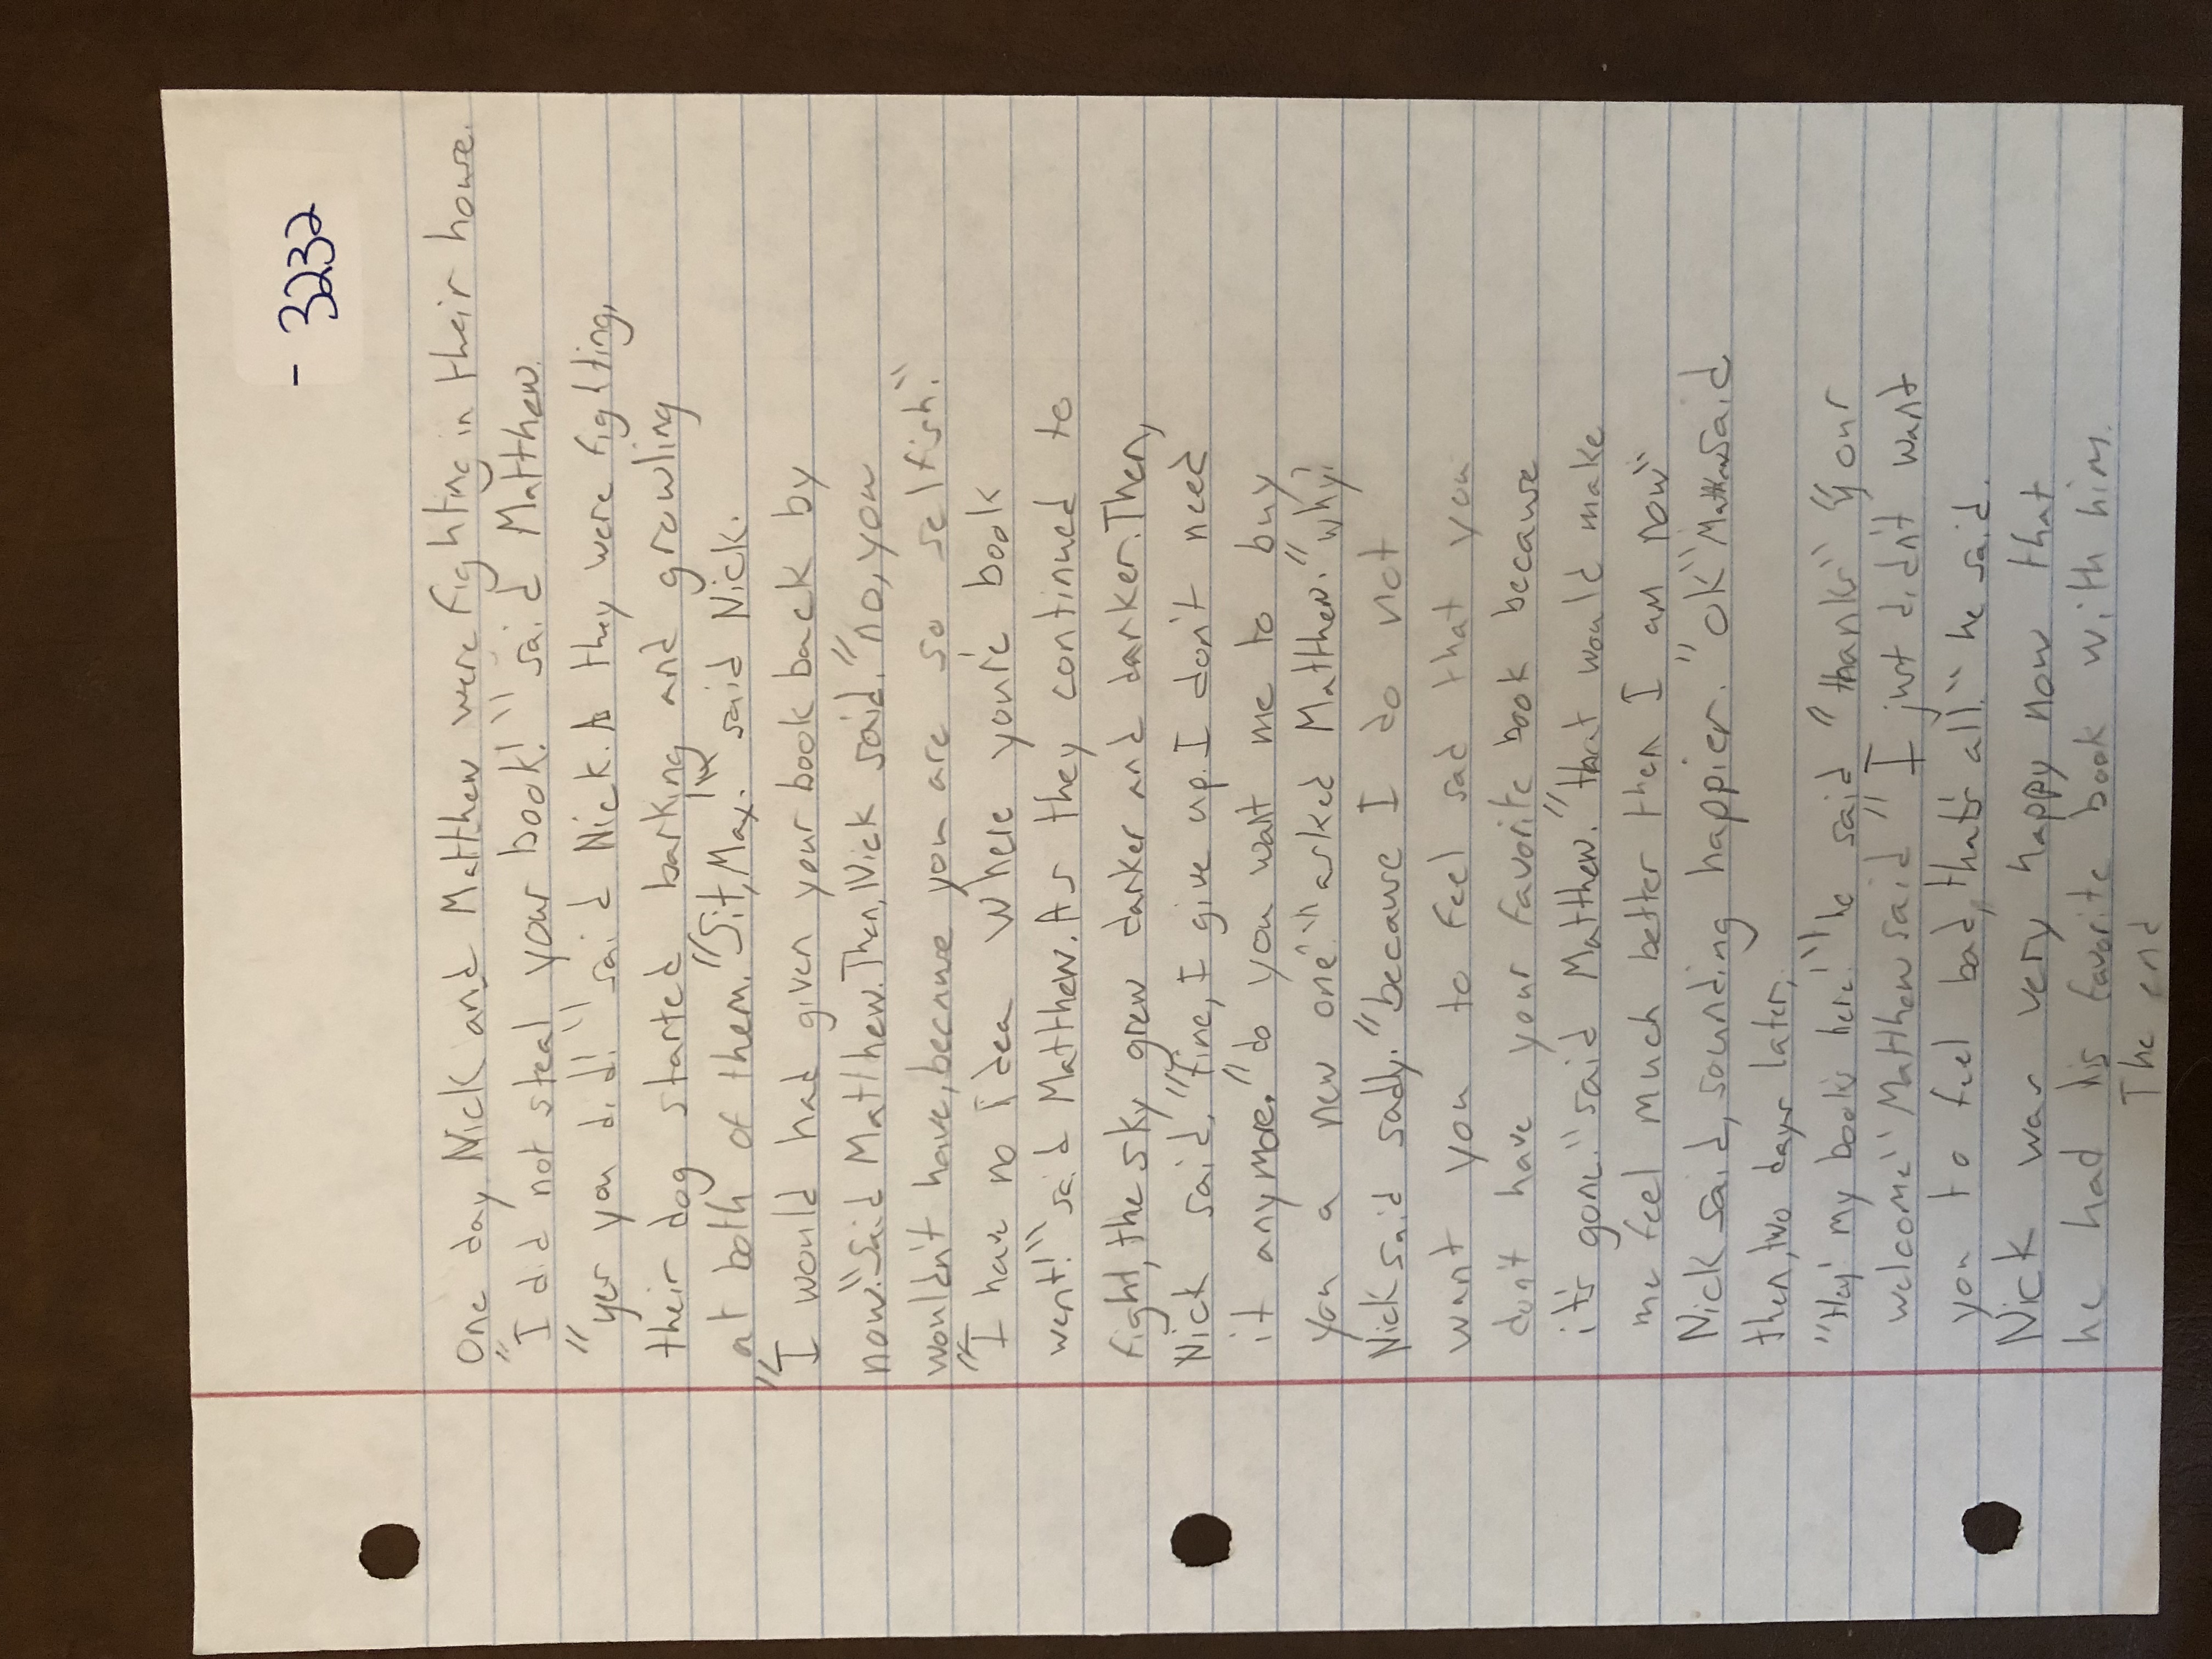 - 3232
One day Nick and Matthew were fighting in their house.
"I did not steal your book!" said Matthew.
"yes you did!" said Nick. As they were fighting,
their dog started barking and growling
at both of them. "Sit, Max!" said Nick.
"I would had given your book back by
now." Said Matthew. Then, Nick said. "no, you
wouldn't have, because you are so selfish."
"I have no idea where you're book
went!" said Matthew. As they continued to
fight, the sky grew darker and darker. Then,
Nick said. "fine, I give up. I don't need
it anymore. "do you want me to buy
you a new one?" asked Matthew. "why?
Nick said sadly. "because I do not
want you to feel sad that you
don't have your favorite book because
it's gone." said Matthew. "that would make
me feel much better then I am now"
Nick said, sounding happier. "ok" Matthew said
then, two days later,
"Hey! my book's here!" he said "thanks" "your
welcome" Matthew said "I just didn't want
you to feel bad, that's all." he said.
Nick was very happy now that
he had his favorite book with him.
The end